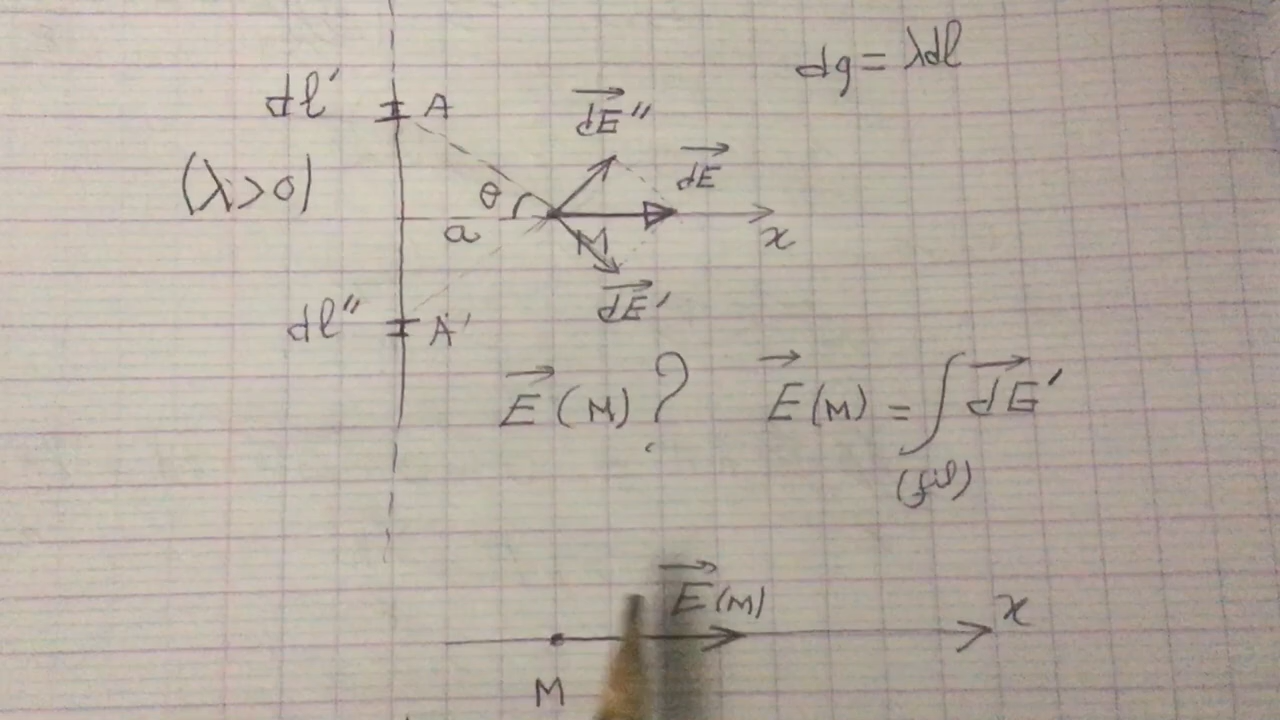 dq = λdl
dl' A
dE⃗''
(λ>0)
dE⃗
θ
a
M
x
dE⃗'
dl'' A'
E⃗(M) ? E⃗(M) = ∫ dE⃗'
(fil)
E⃗(M)
x
M